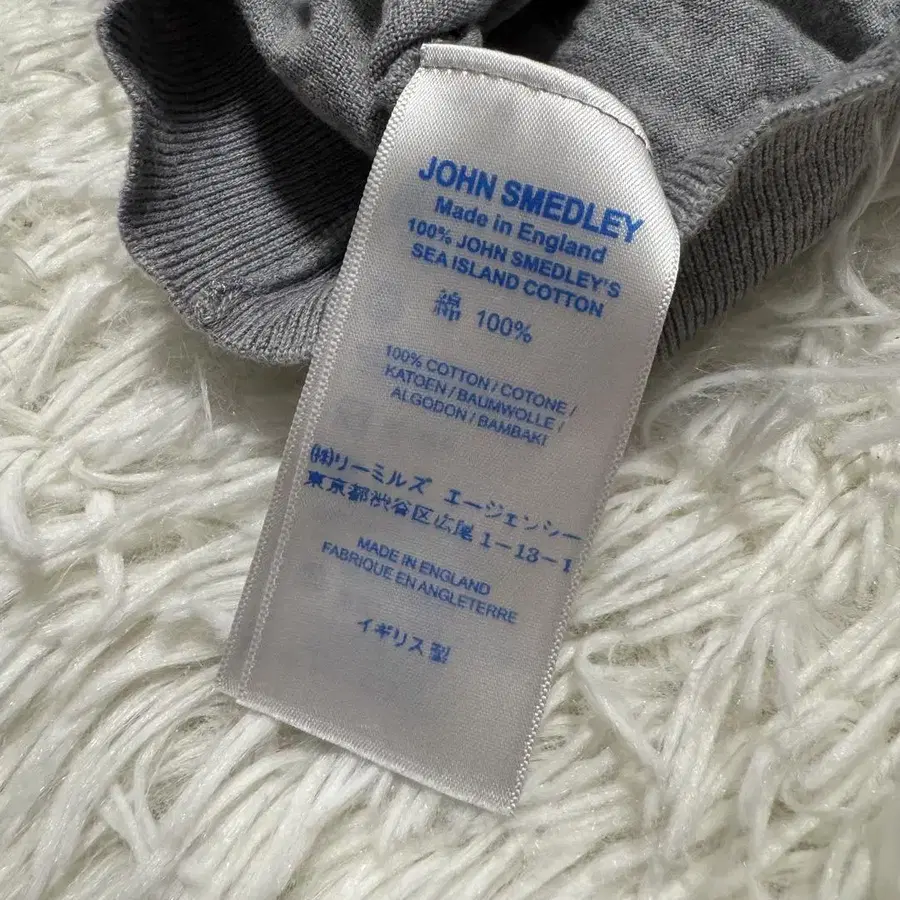 JOHN SMEDLEY
Made in England
100% JOHN SMEDLEY'S
SEA ISLAND COTTON
綿 100%
100% COTTON / COTONE /
KATOEN / BAUMWOLLE /
ALGODON / BAMBAKI
㈱リーミルズ エージェンシー
東京都渋谷区広尾1-13-1
MADE IN ENGLAND
FABRIQUE EN ANGLETERRE
イギリス製